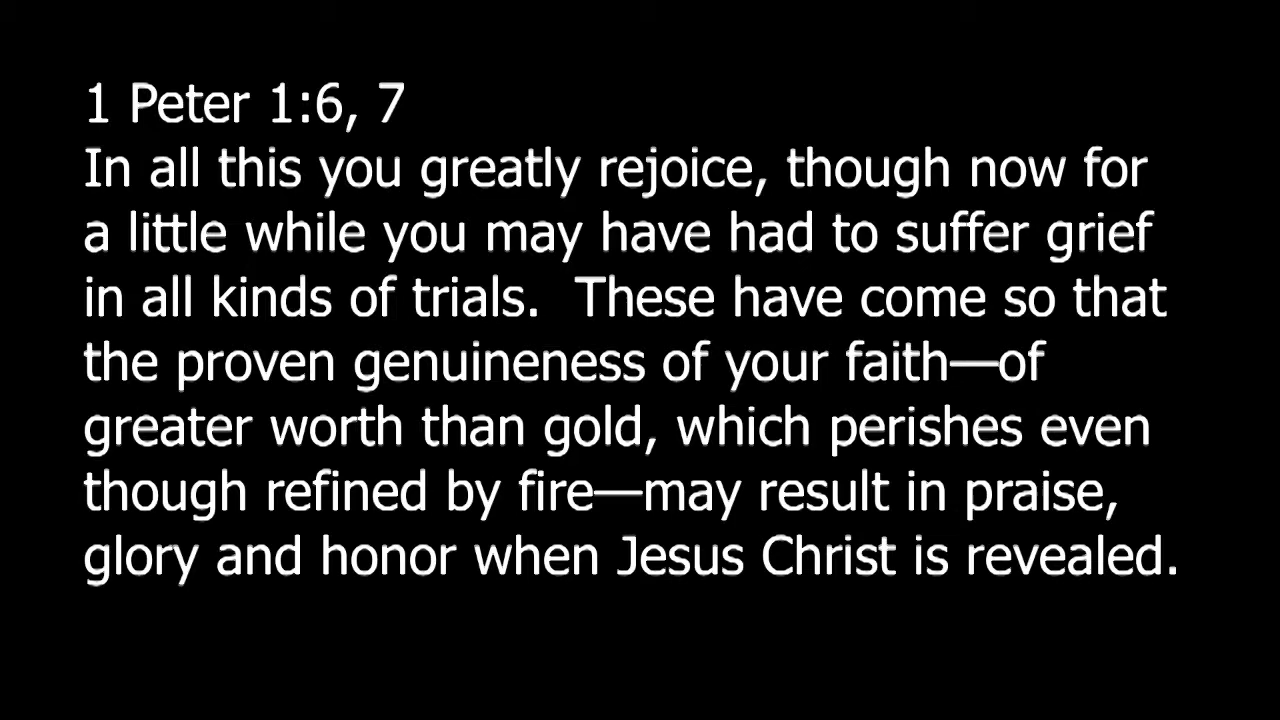 1 Peter 1:6, 7
In all this you greatly rejoice, though now for
a little while you may have had to suffer grief
in all kinds of trials.  These have come so that
the proven genuineness of your faith—of
greater worth than gold, which perishes even
though refined by fire—may result in praise,
glory and honor when Jesus Christ is revealed.